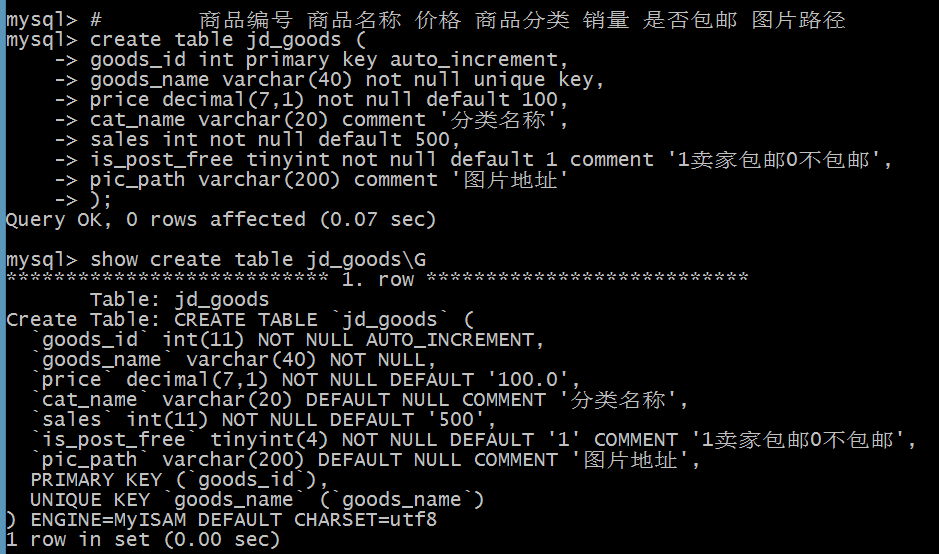 mysql> #        商品编号 商品名称 价格 商品分类 销量 是否包邮 图片路径
mysql> create table jd_goods (
    -> goods_id int primary key auto_increment,
    -> goods_name varchar(40) not null unique key,
    -> price decimal(7,1) not null default 100,
    -> cat_name varchar(20) comment '分类名称',
    -> sales int not null default 500,
    -> is_post_free tinyint not null default 1 comment '1卖家包邮0不包邮',
    -> pic_path varchar(200) comment '图片地址'
    -> );
Query OK, 0 rows affected (0.07 sec)

mysql> show create table jd_goods\G
*************************** 1. row ***************************
       Table: jd_goods
Create Table: CREATE TABLE `jd_goods` (
  `goods_id` int(11) NOT NULL AUTO_INCREMENT,
  `goods_name` varchar(40) NOT NULL,
  `price` decimal(7,1) NOT NULL DEFAULT '100.0',
  `cat_name` varchar(20) DEFAULT NULL COMMENT '分类名称',
  `sales` int(11) NOT NULL DEFAULT '500',
  `is_post_free` tinyint(4) NOT NULL DEFAULT '1' COMMENT '1卖家包邮0不包邮',
  `pic_path` varchar(200) DEFAULT NULL COMMENT '图片地址',
  PRIMARY KEY (`goods_id`),
  UNIQUE KEY `goods_name` (`goods_name`)
) ENGINE=MyISAM DEFAULT CHARSET=utf8
1 row in set (0.00 sec)